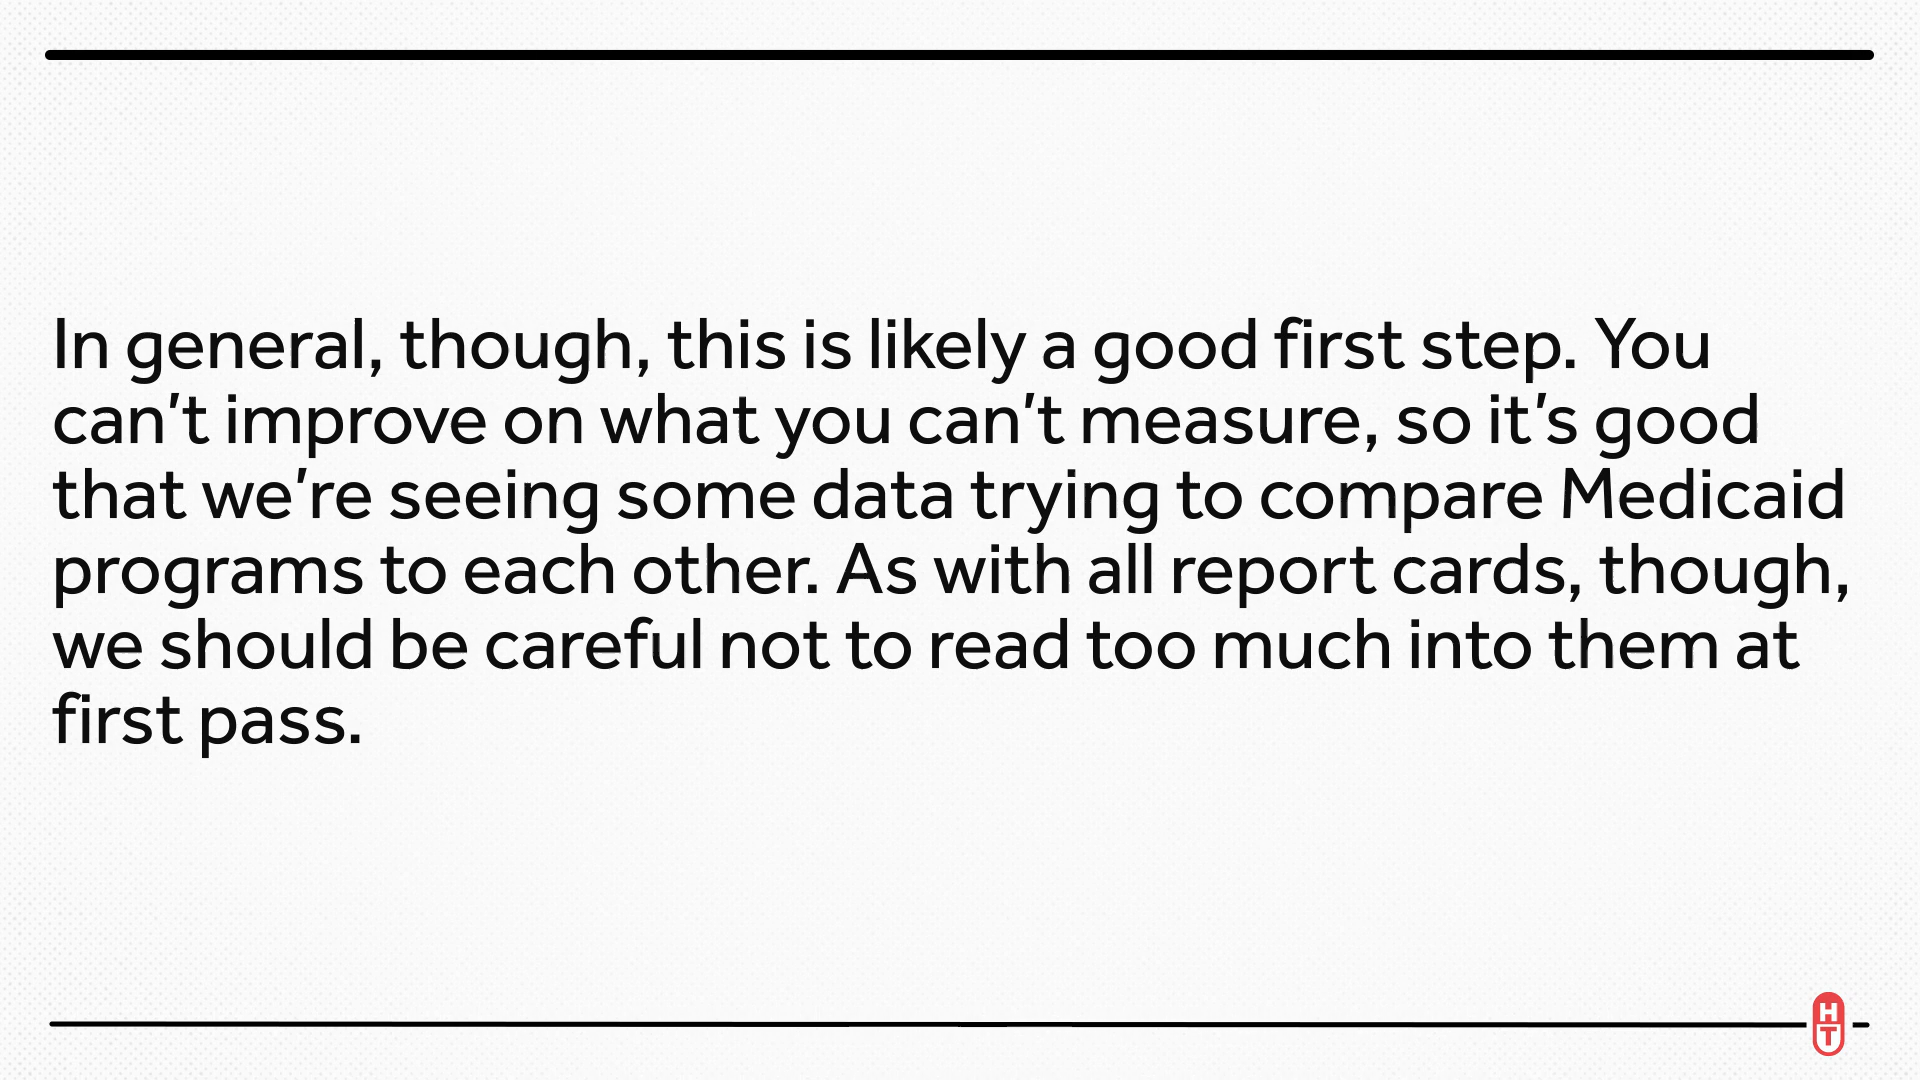 In general, though, this is likely a good first step. You
can’t improve on what you can’t measure, so it’s good
that we’re seeing some data trying to compare Medicaid
programs to each other. As with all report cards, though,
we should be careful not to read too much into them at
first pass.
H
T